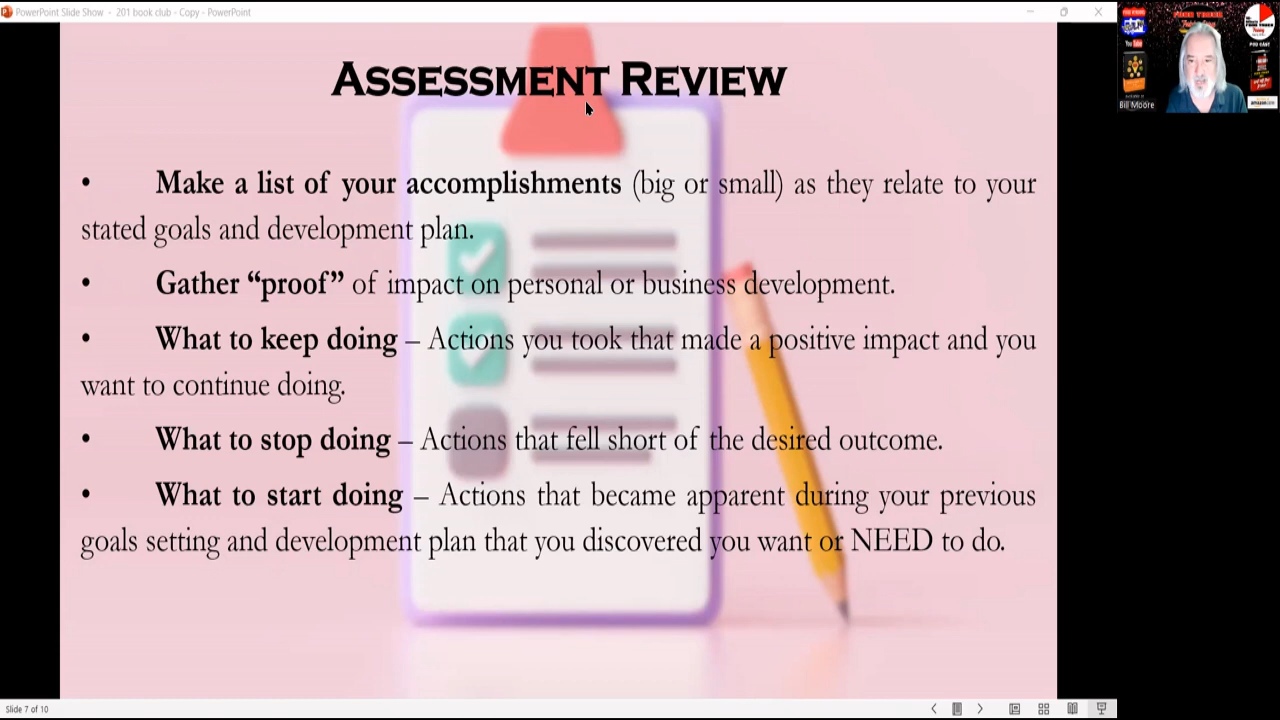 PowerPoint Slide Show - 201 book club - Copy - PowerPoint
Assessment Review
• Make a list of your accomplishments (big or small) as they relate to your
stated goals and development plan.
• Gather “proof” of impact on personal or business development.
• What to keep doing – Actions you took that made a positive impact and you
want to continue doing.
• What to stop doing – Actions that fell short of the desired outcome.
• What to start doing – Actions that became apparent during your previous
goals setting and development plan that you discovered you want or NEED to do.
Bill Moore
Slide 7 of 10